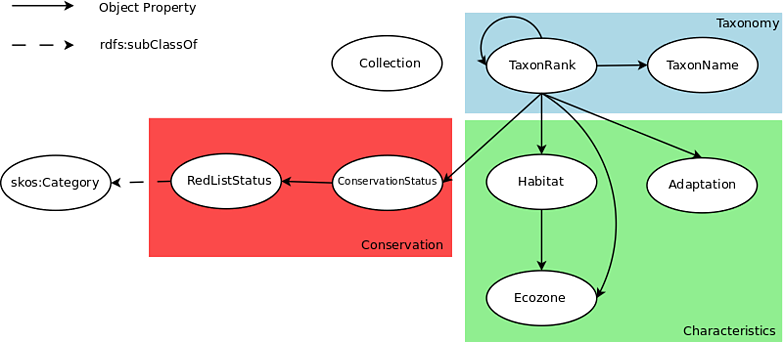 Object Property
rdfs:subClassOf
Taxonomy
Collection
TaxonRank
TaxonName
skos:Category
RedListStatus
ConservationStatus
Habitat
Adaptation
Conservation
Ecozone
Characteristics